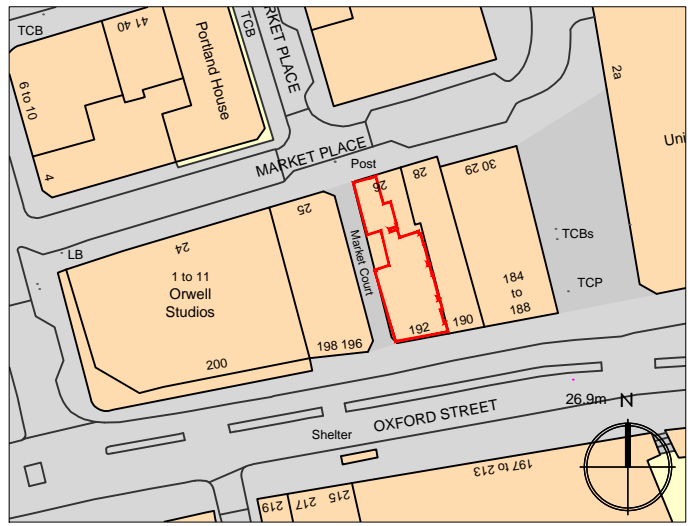 TCB
41 40
TCB
MARKET PLACE
6 to 10
Portland House
2a
Uni
4
MARKET PLACE
Post
26
28
30 29
25
LB
24
Market Court
TCBs
1 to 11
Orwell
Studios
184
to
188
TCP
200
198 196
192
190
26.9m
N
OXFORD STREET
Shelter
197 to 213
215
217
219